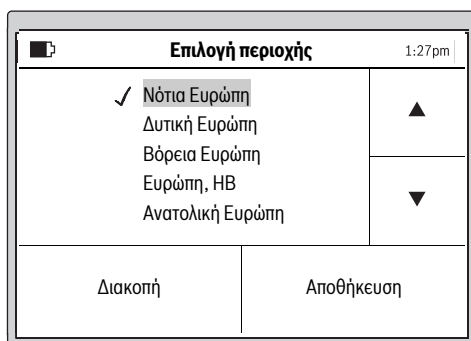 Επιλογή περιοχής 1:27pm
Νότια Ευρώπη
Δυτική Ευρώπη
Βόρεια Ευρώπη
Ευρώπη, ΗΒ
Ανατολική Ευρώπη
Διακοπή Αποθήκευση